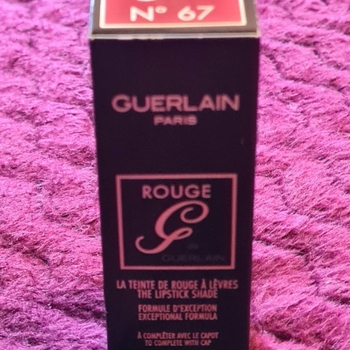 N° 67
GUERLAIN
PARIS
ROUGE
G
de
GUERLAIN
LA TEINTE DE ROUGE À LÈVRES
THE LIPSTICK SHADE
FORMULE D'EXCEPTION
EXCEPTIONAL FORMULA
À COMPLÉTER AVEC LE CAPOT
TO COMPLETE WITH CAP